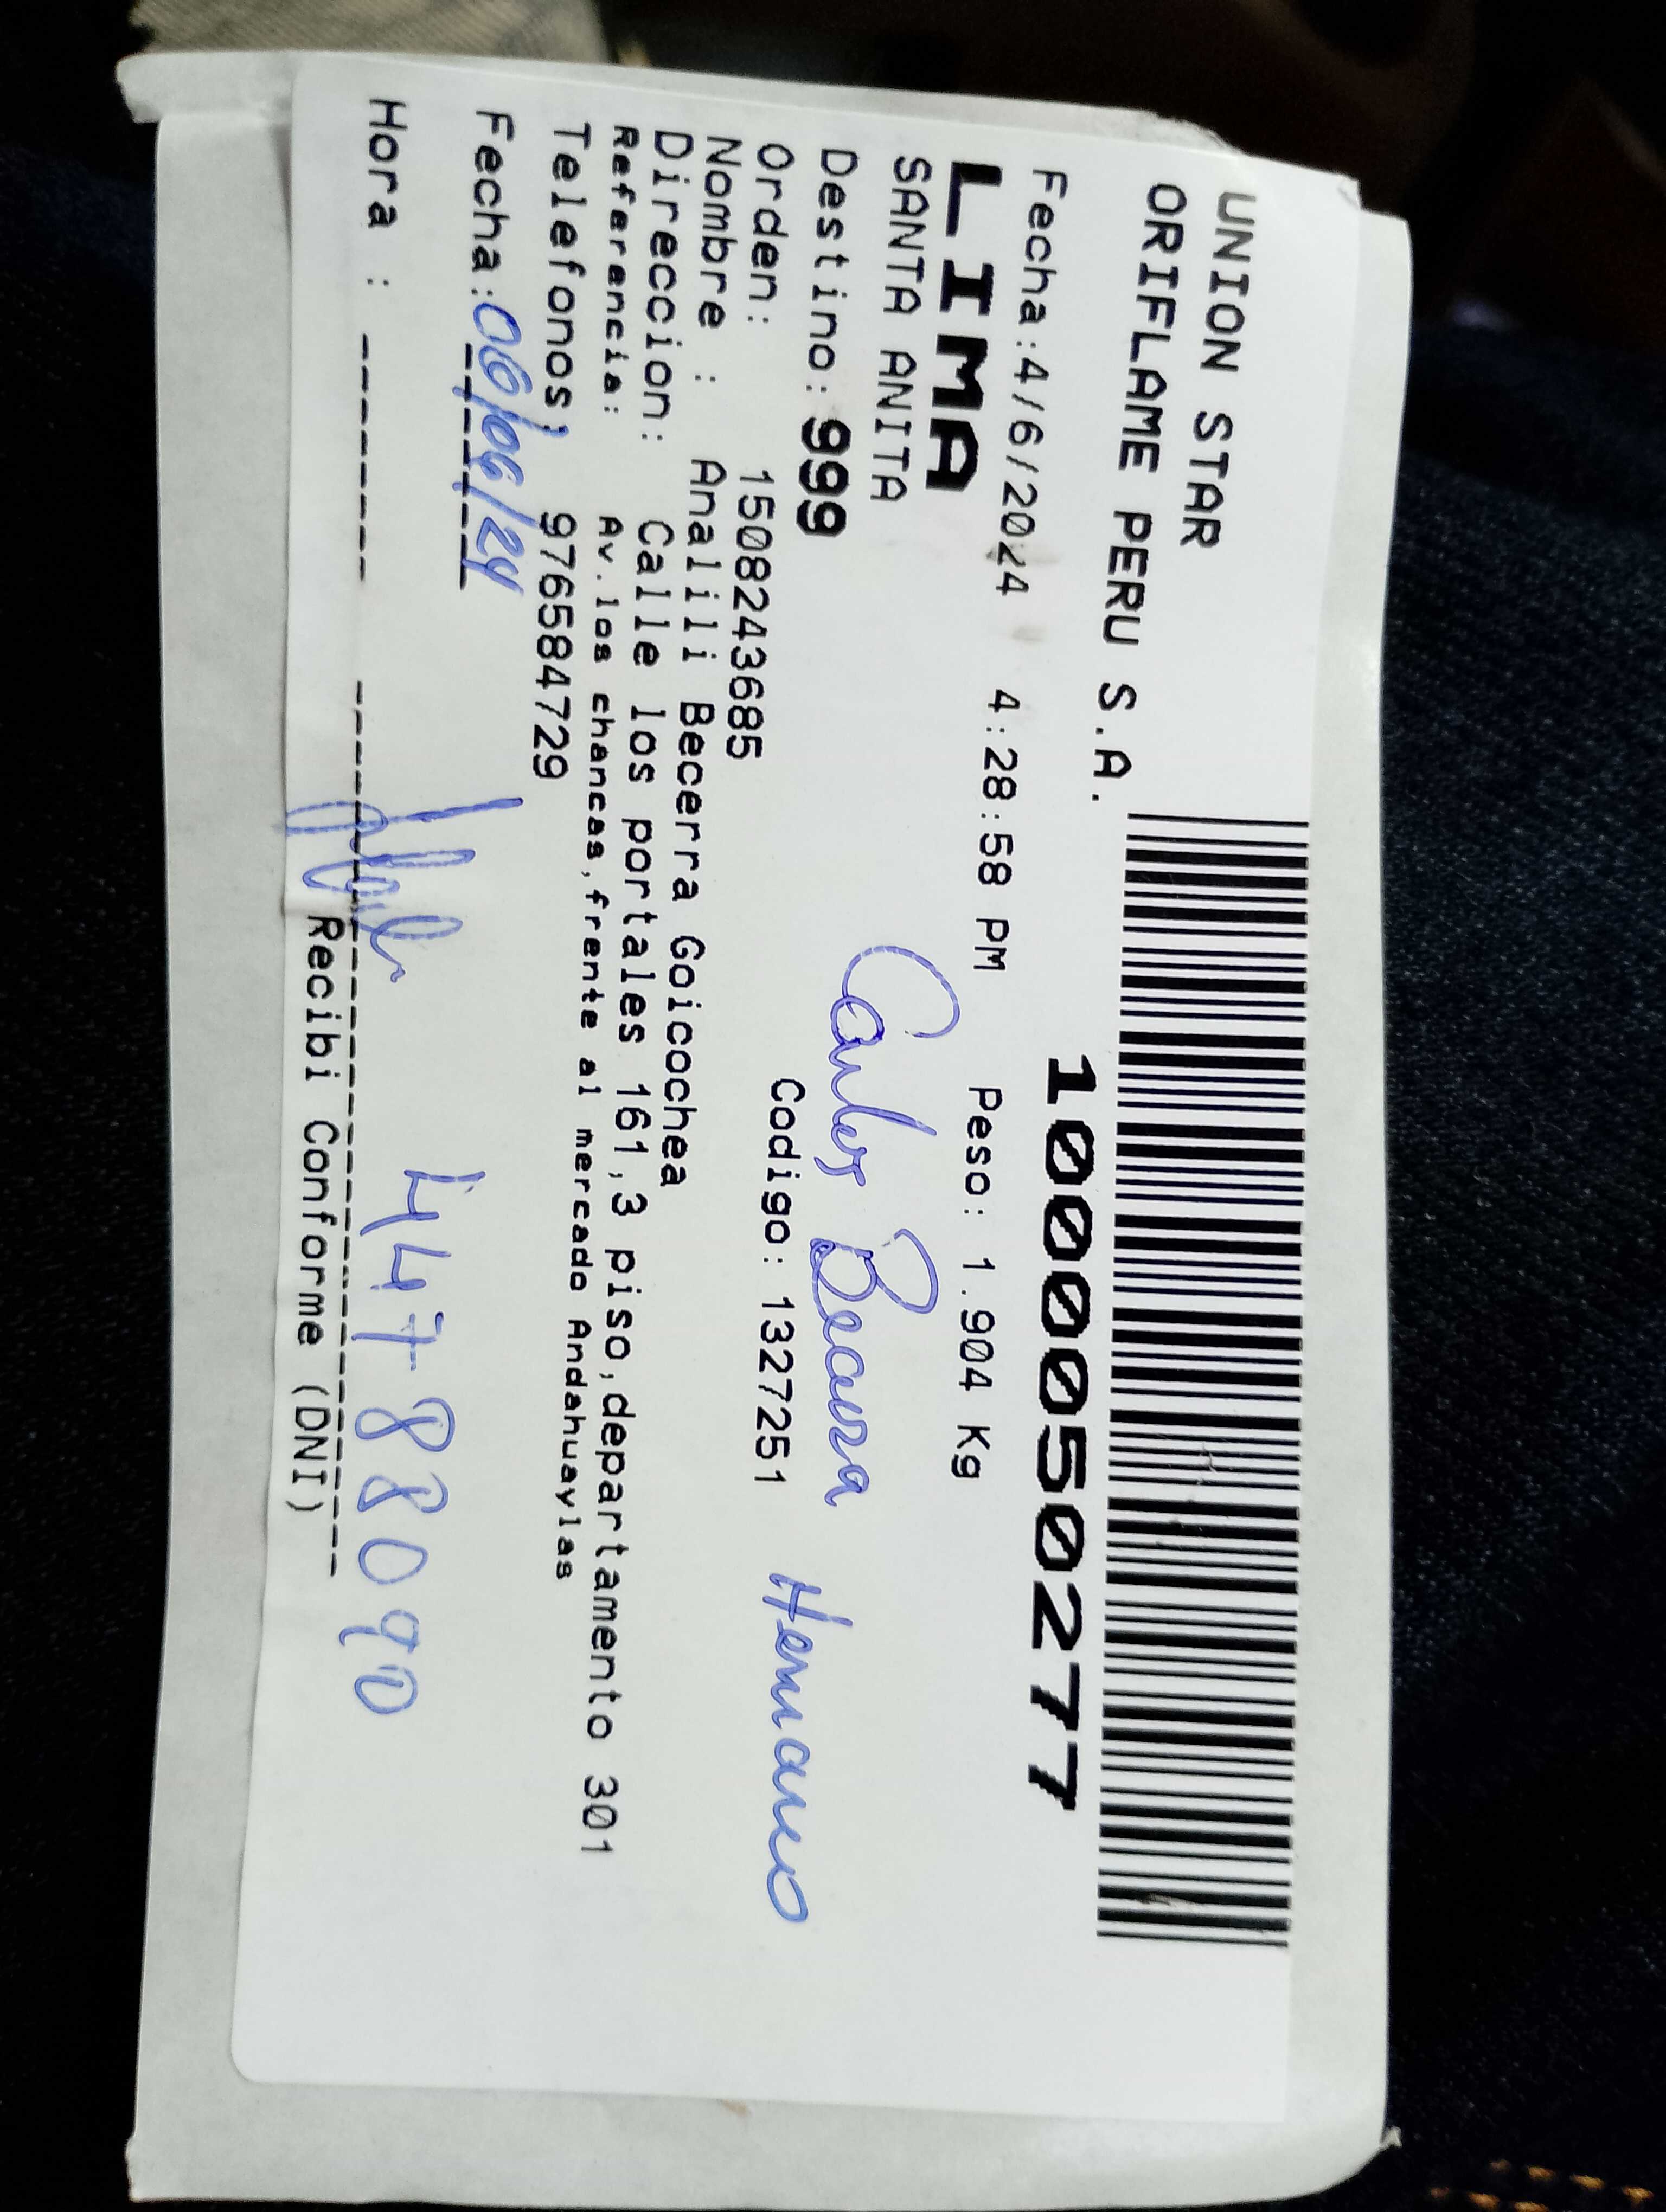 UNION STAR
ORIFLAME PERU S.A.
10000050277
Fecha:4/6/2024 4:28:58 PM Peso: 1.904 Kg
LIMA
SANTA ANITA
Carlos Becerra
Destino: 999
Hermano
Codigo: 1327251
Orden: 1508243685
Nombre : Analili Becerra Goicochea
Direccion: Calle los portales 161,3 piso,departamento 301
Referencia: Av.los chancas,frente al mercado Andahuaylas
Telefonos: 976584729
Fecha:06/06/24
44788090
Hora :
Recibi Conforme (DNI)